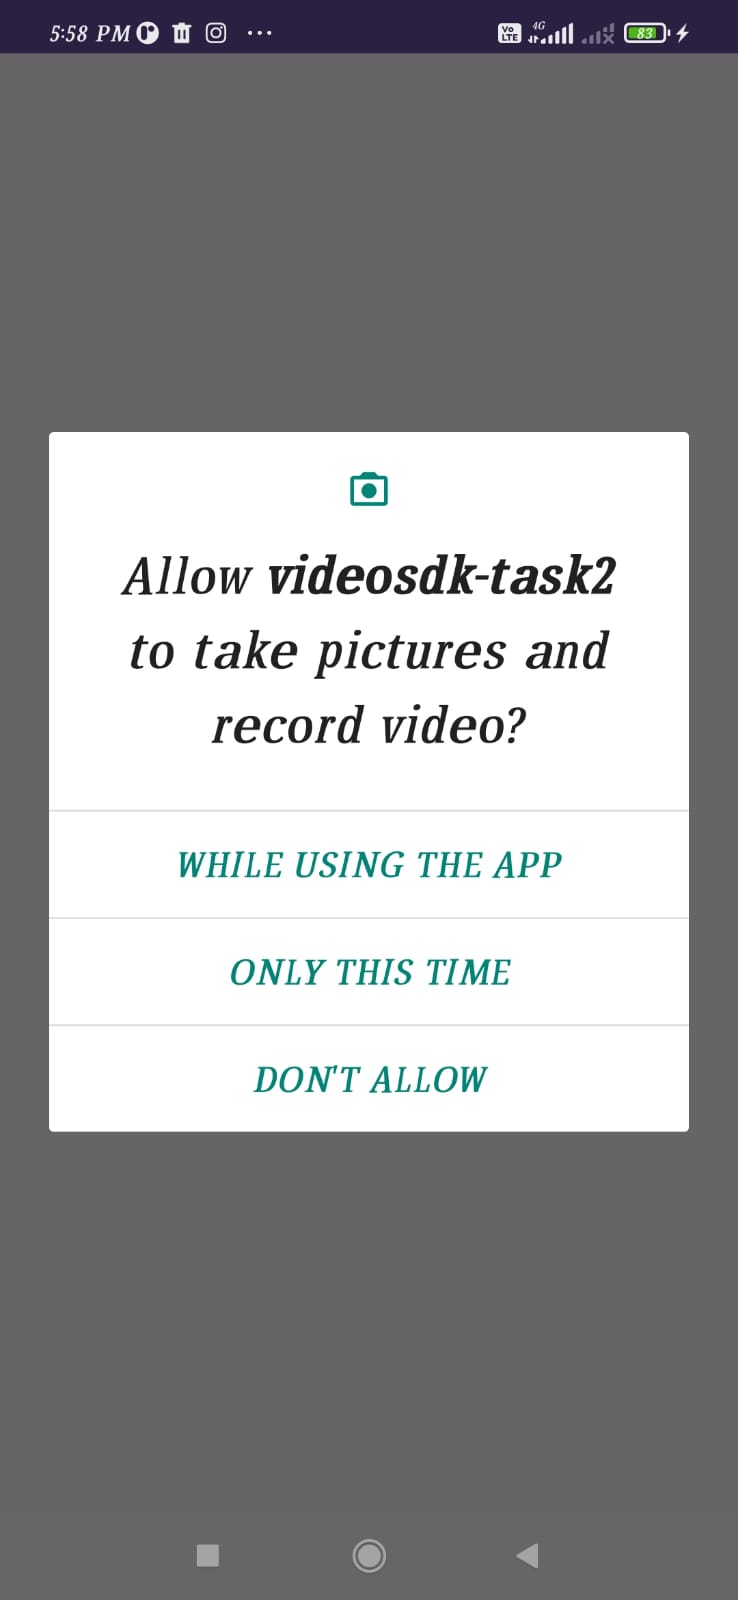 5:58 PM
Vo LTE 4G 83
Allow videosdk-task2
to take pictures and
record video?
WHILE USING THE APP
ONLY THIS TIME
DON'T ALLOW